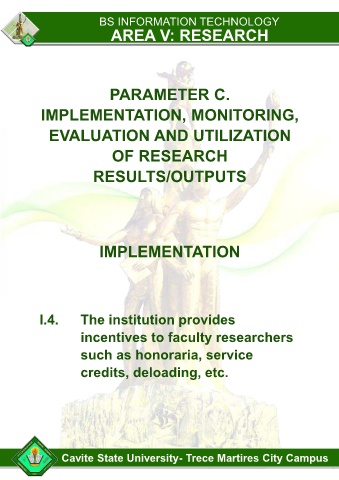 BS INFORMATION TECHNOLOGY
AREA V: RESEARCH
PARAMETER C.
IMPLEMENTATION, MONITORING,
EVALUATION AND UTILIZATION
OF RESEARCH
RESULTS/OUTPUTS
IMPLEMENTATION
I.4. The institution provides
incentives to faculty researchers
such as honoraria, service
credits, deloading, etc.
Cavite State University- Trece Martires City Campus